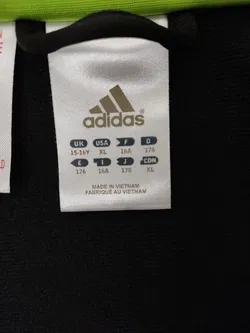 adidas
UK USA F D
15-16Y XL 16A 176
E I J CDN
176 16A 170 XL
MADE IN VIETNAM
FABRIQUÉ AU VIETNAM